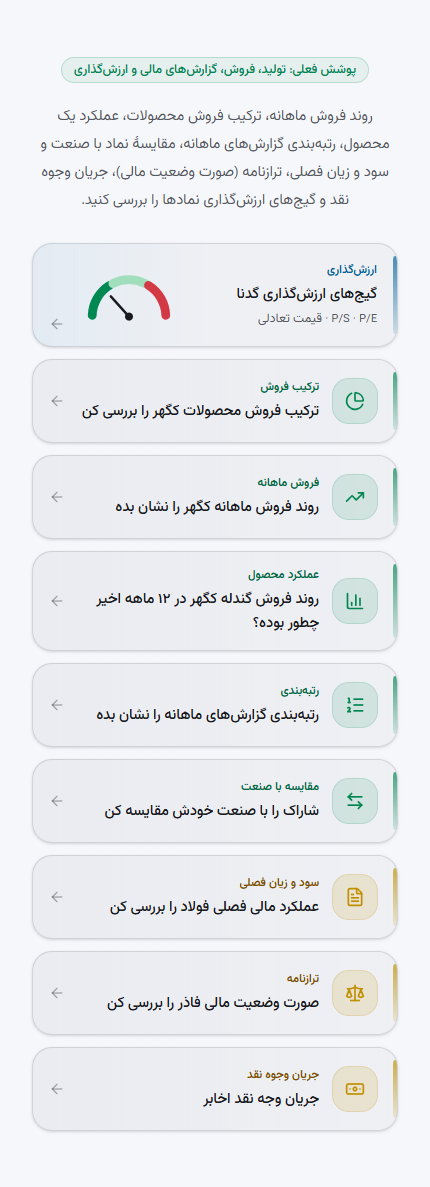 پوشش فعلی: تولید، فروش، گزارش‌های مالی و ارزش‌گذاری
روند فروش ماهانه، ترکیب فروش محصولات، عملکرد یک
محصول، رتبه‌بندی گزارش‌های ماهانه، مقایسهٔ نماد با صنعت و
سود و زیان فصلی، ترازنامه (صورت وضعیت مالی)، جریان وجوه
نقد و گیج‌های ارزش‌گذاری نمادها را بررسی کنید.
ارزش‌گذاری
گیج‌های ارزش‌گذاری گدنا
P/S · P/E · قیمت تعادلی
ترکیب فروش
ترکیب فروش محصولات کگهر را بررسی کن
فروش ماهانه
روند فروش ماهانه کگهر را نشان بده
عملکرد محصول
روند فروش گندله کگهر در ۱۲ ماهه اخیر
چطور بوده؟
رتبه‌بندی
رتبه‌بندی گزارش‌های ماهانه را نشان بده
مقایسه با صنعت
شاراک را با صنعت خودش مقایسه کن
سود و زیان فصلی
عملکرد مالی فصلی فولاد را بررسی کن
ترازنامه
صورت وضعیت مالی فاذر را بررسی کن
جریان وجوه نقد
جریان وجه نقد اخابر